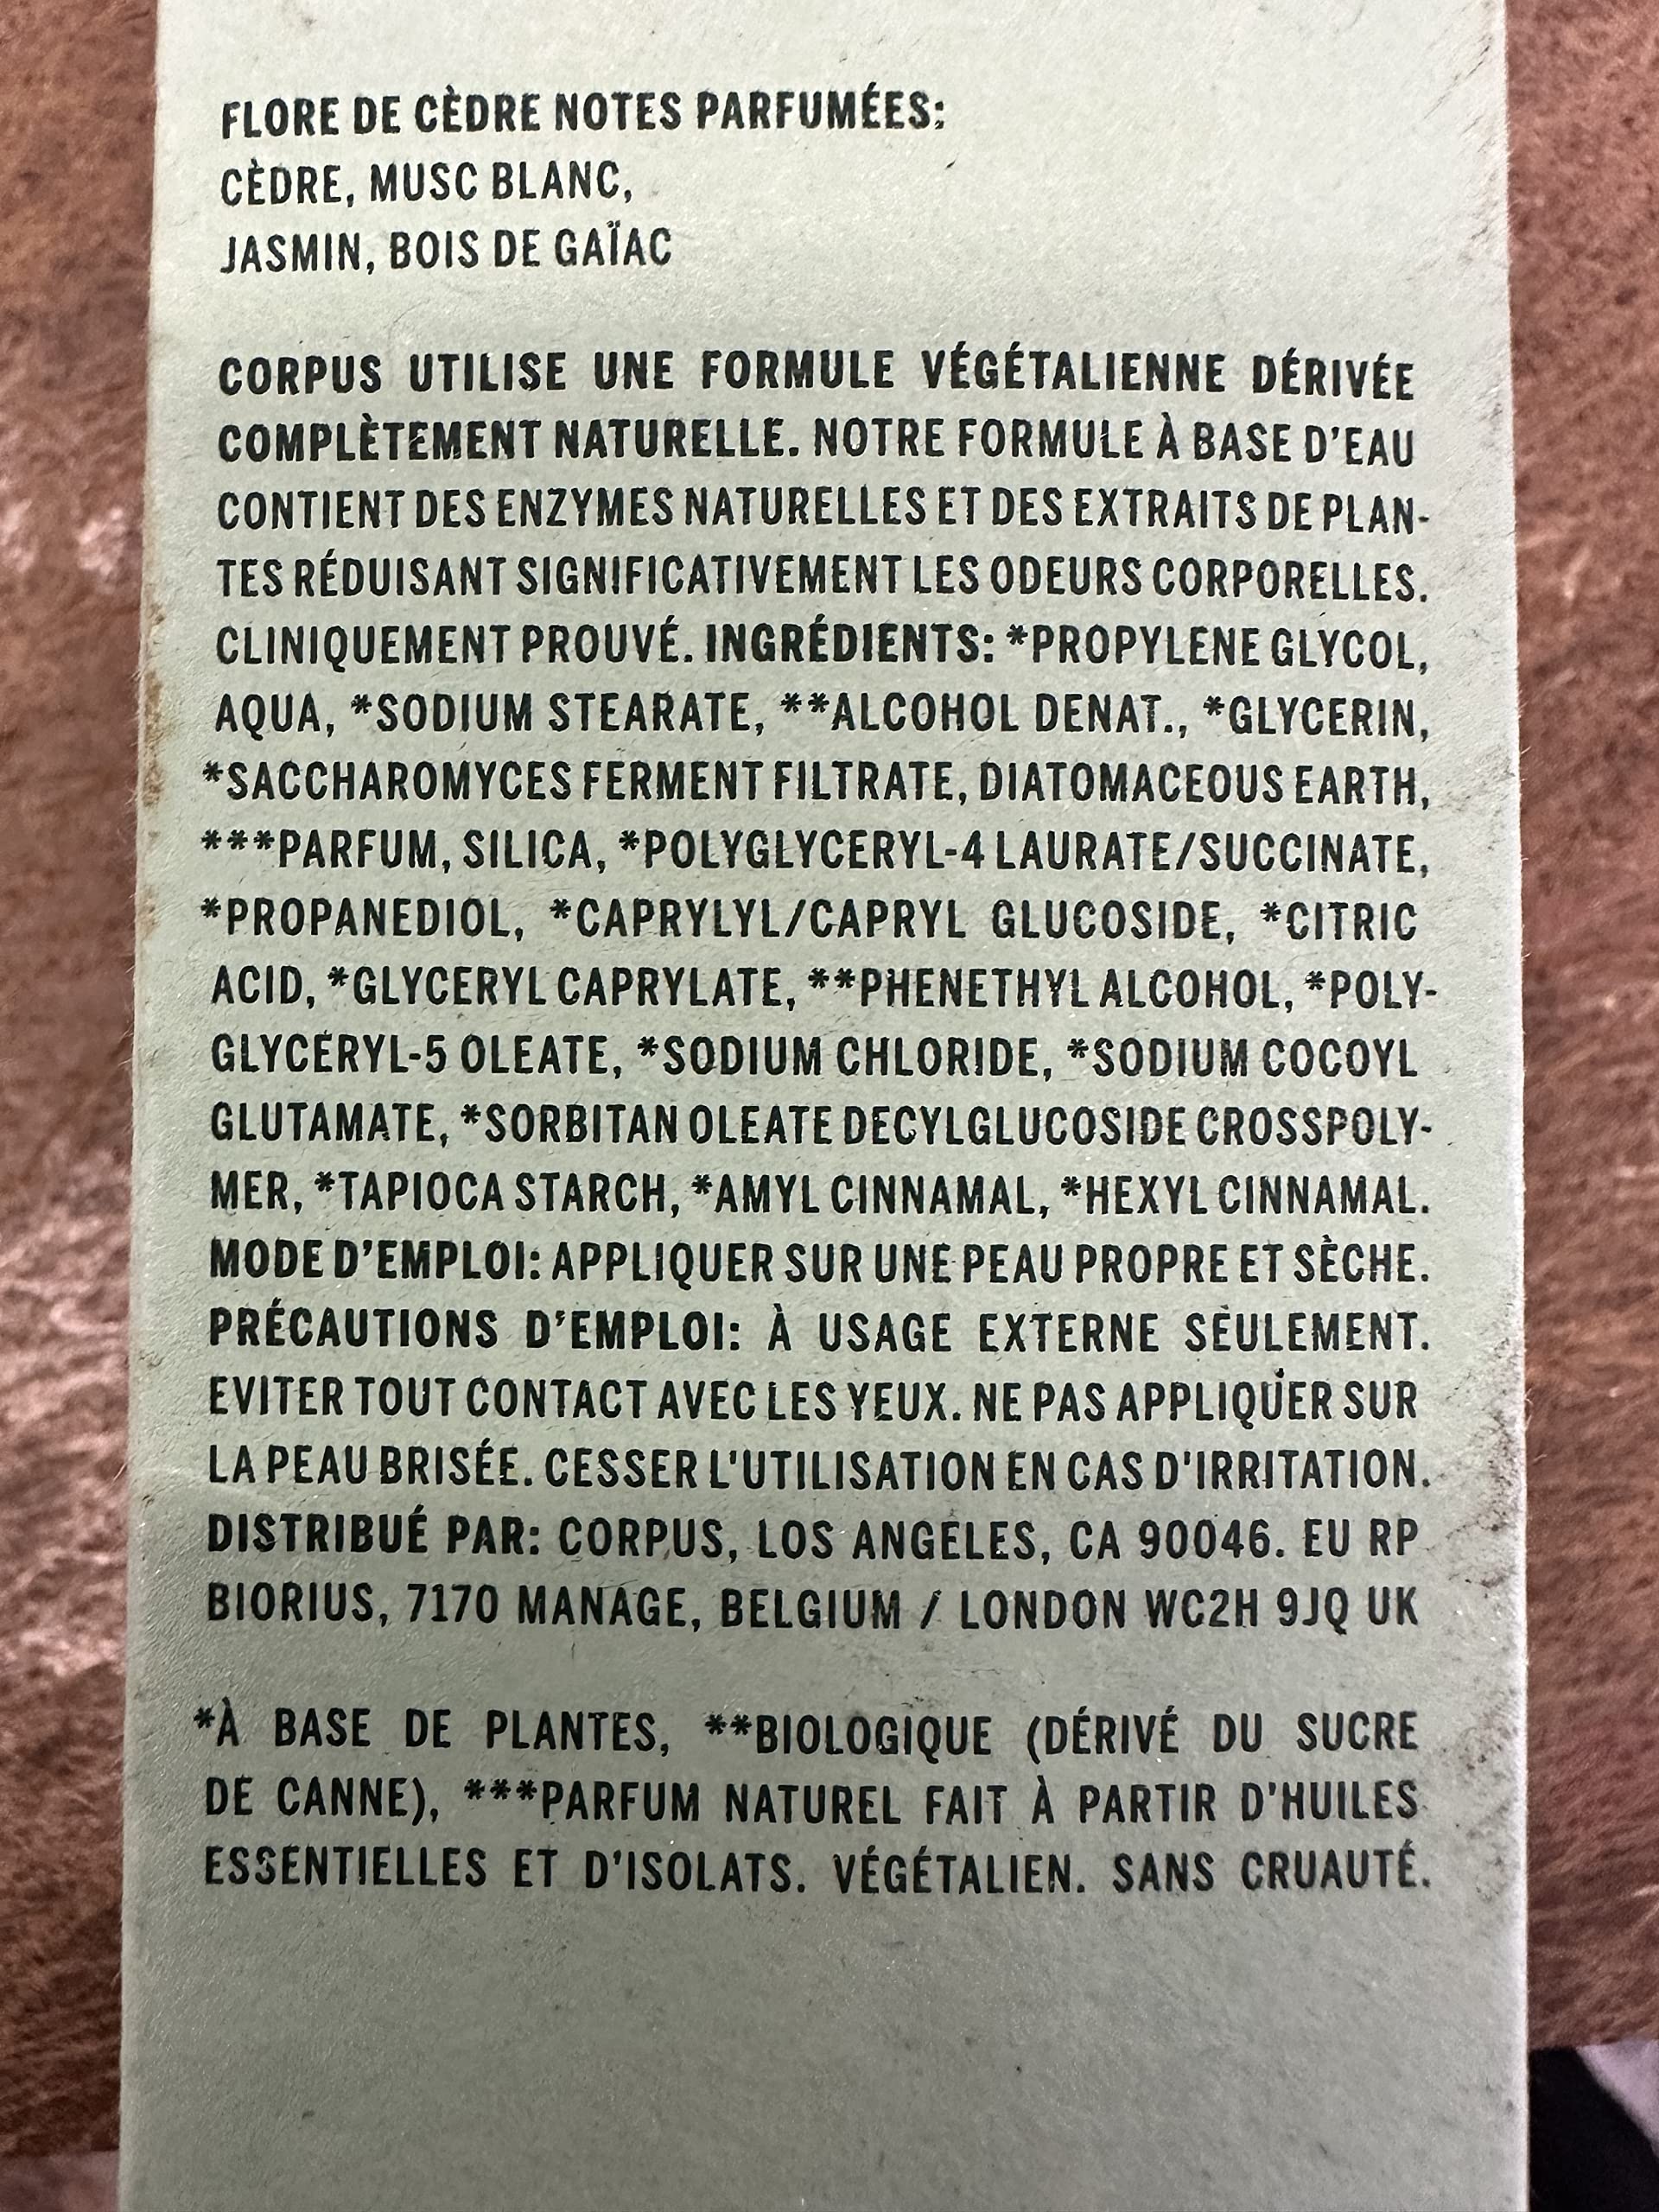 FLORE DE CÈDRE NOTES PARFUMÉES:
CÈDRE, MUSC BLANC,
JASMIN, BOIS DE GAÏAC
CORPUS UTILISE UNE FORMULE VÉGÉTALIENNE DÉRIVÉE
COMPLÈTEMENT NATURELLE. NOTRE FORMULE À BASE D'EAU
CONTIENT DES ENZYMES NATURELLES ET DES EXTRAITS DE PLAN-
TES RÉDUISANT SIGNIFICATIVEMENT LES ODEURS CORPORELLES.
CLINIQUEMENT PROUVÉ. INGRÉDIENTS: *PROPYLENE GLYCOL,
AQUA, *SODIUM STEARATE, **ALCOHOL DENAT., *GLYCERIN,
*SACCHAROMYCES FERMENT FILTRATE, DIATOMACEOUS EARTH,
***PARFUM, SILICA, *POLYGLYCERYL-4 LAURATE/SUCCINATE,
*PROPANEDIOL, *CAPRYLYL/CAPRYL GLUCOSIDE, *CITRIC
ACID, *GLYCERYL CAPRYLATE, **PHENETHYL ALCOHOL, *POLY-
GLYCERYL-5 OLEATE, *SODIUM CHLORIDE, *SODIUM COCOYL
GLUTAMATE, *SORBITAN OLEATE DECYLGLUCOSIDE CROSSPOLY-
MER, *TAPIOCA STARCH, *AMYL CINNAMAL, *HEXYL CINNAMAL.
MODE D'EMPLOI: APPLIQUER SUR UNE PEAU PROPRE ET SÈCHE.
PRÉCAUTIONS D'EMPLOI: À USAGE EXTERNE SEULEMENT.
EVITER TOUT CONTACT AVEC LES YEUX. NE PAS APPLIQUER SUR
LA PEAU BRISÉE. CESSER L'UTILISATION EN CAS D'IRRITATION.
DISTRIBUÉ PAR: CORPUS, LOS ANGELES, CA 90046. EU RP
BIORIUS, 7170 MANAGE, BELGIUM / LONDON WC2H 9JQ UK
*À BASE DE PLANTES, **BIOLOGIQUE (DÉRIVÉ DU SUCRE
DE CANNE), ***PARFUM NATUREL FAIT À PARTIR D'HUILES
ESSENTIELLES ET D'ISOLATS. VÉGÉTALIEN. SANS CRUAUTÉ.